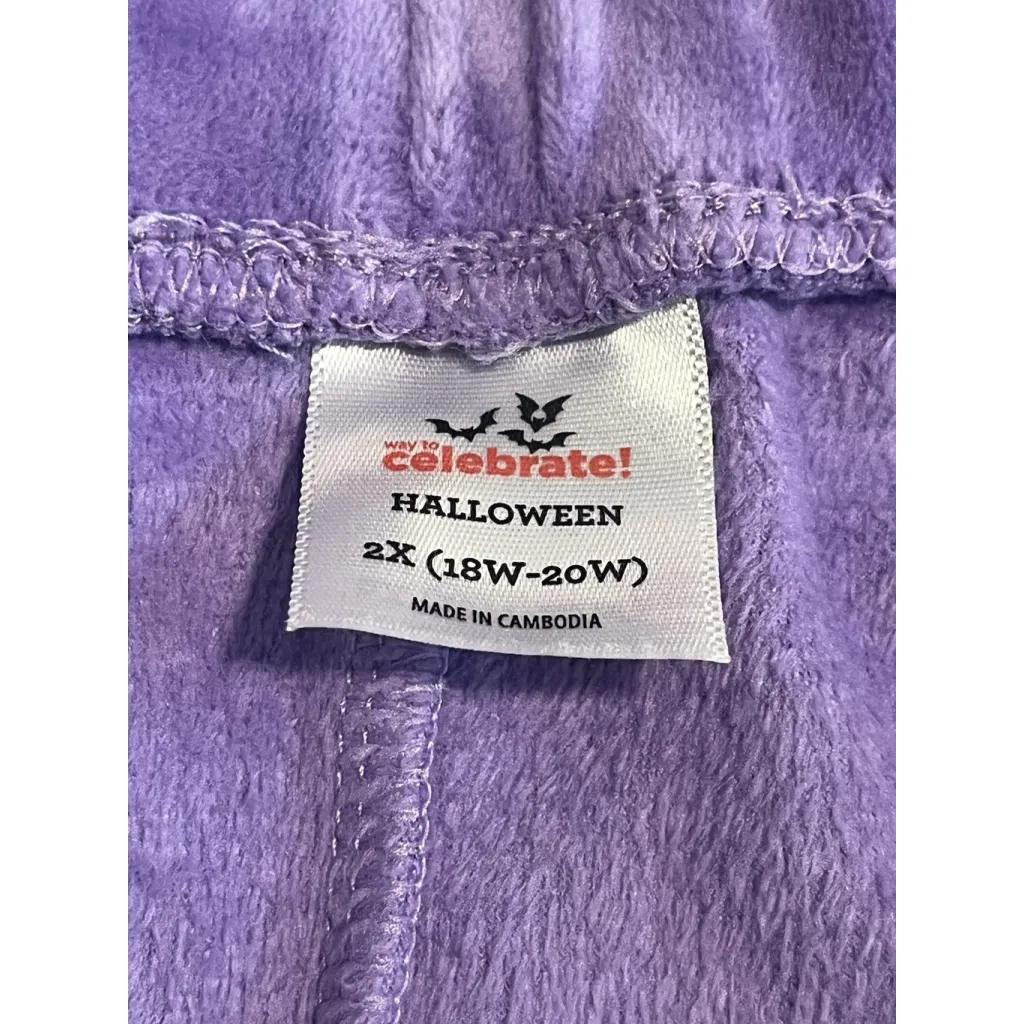 way to
celebrate!
HALLOWEEN
2X (18W-20W)
MADE IN CAMBODIA